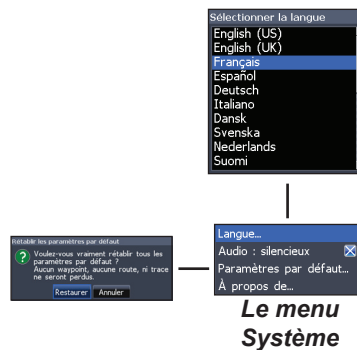 Sélectionner la langue
English (US)
English (UK)
Français
Español
Deutsch
Italiano
Dansk
Svenska
Nederlands
Suomi
Rétablir les paramètres par défaut
Voulez-vous vraiment rétablir tous les
paramètres par défaut ?
Aucun waypoint, aucune route, ni trace
ne seront perdus.
Restaurer Annuler
Langue...
Audio : silencieux
Paramètres par défaut...
À propos de...
Le menu
Système